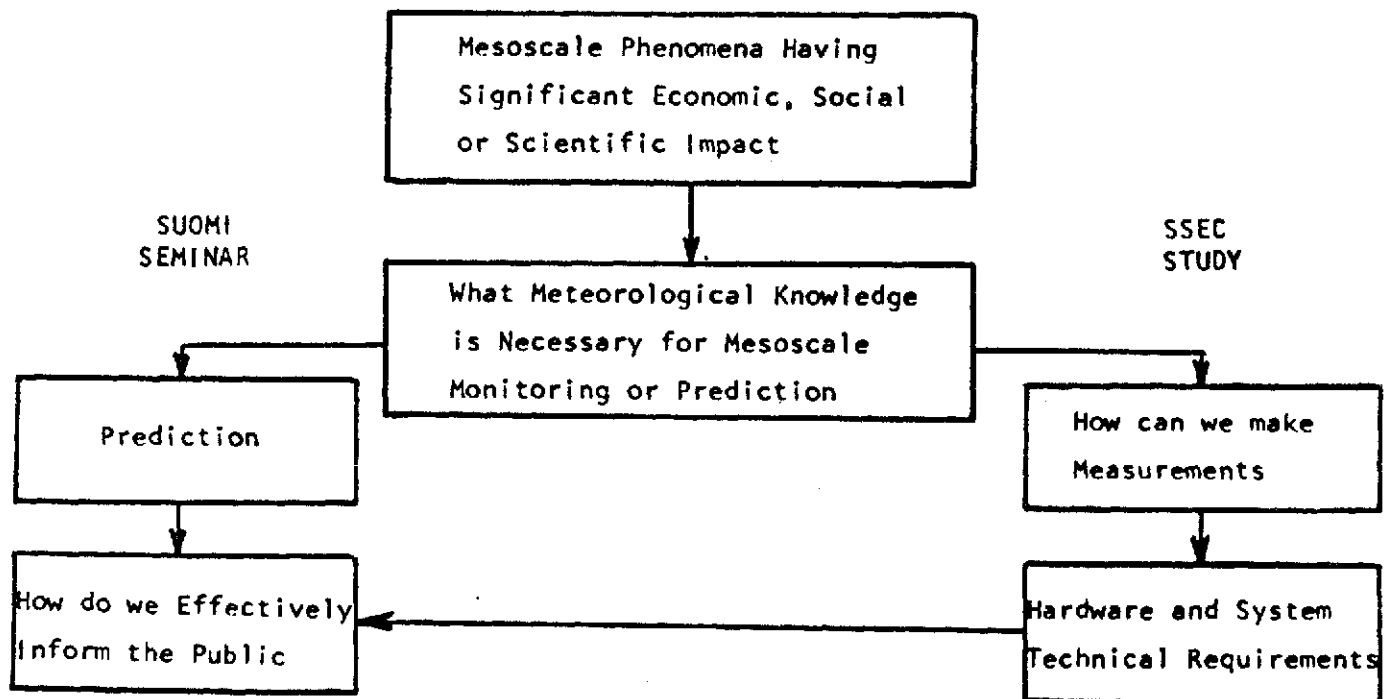 Mesoscale Phenomena Having
Significant Economic, Social
or Scientific Impact
SUOMI
SEMINAR
SSEC
STUDY
What Meteorological Knowledge
is Necessary for Mesoscale
Monitoring or Prediction
Prediction
How can we make
Measurements
How do we Effectively
Inform the Public
Hardware and System
Technical Requirements